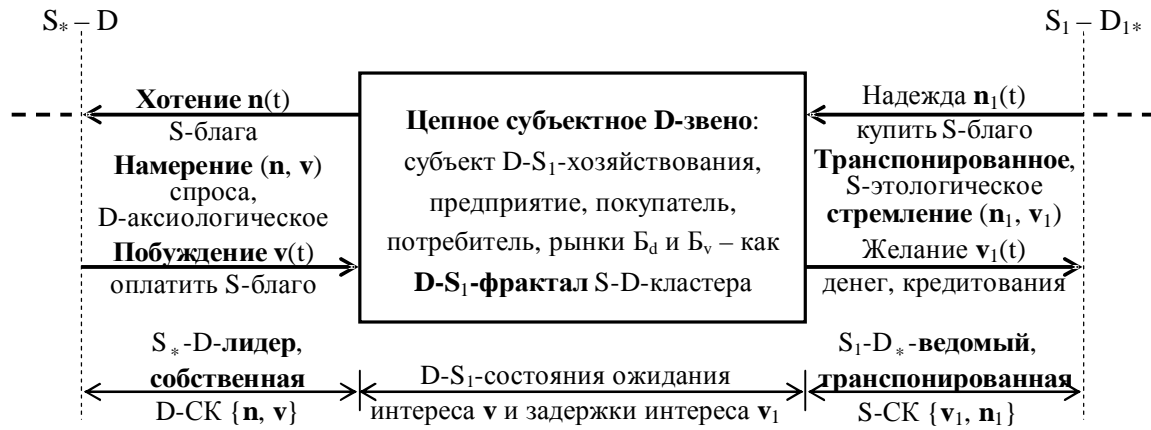 S* – D
S1 – D1*
Хотение n(t)
S-блага
Намерение (n, v)
спроса,
D-аксиологическое
Побуждение v(t)
оплатить S-благо
Цепное субъектное D-звено:
субъект D-S1-хозяйствования,
предприятие, покупатель,
потребитель, рынки Бd и Бv – как
D-S1-фрактал S-D-кластера
Надежда n1(t)
купить S-благо
Транспонированное,
S-этологическое
стремление (n1, v1)
Желание v1(t)
денег, кредитования
S*-D-лидер,
собственная
D-СК {n, v}
D-S1-состояния ожидания
интереса v и задержки интереса v1
S1-D*-ведомый,
транспонированная
S-СК {v1, n1}